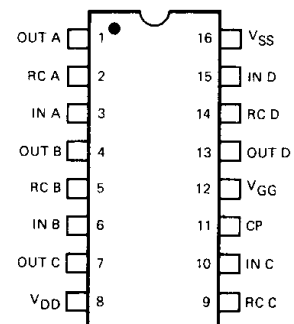 OUT A 1 16 VSS
RC A 2 15 IN D
IN A 3 14 RC D
OUT B 4 13 OUT D
RC B 5 12 VGG
IN B 6 11 CP
OUT C 7 10 IN C
VDD 8 9 RC C